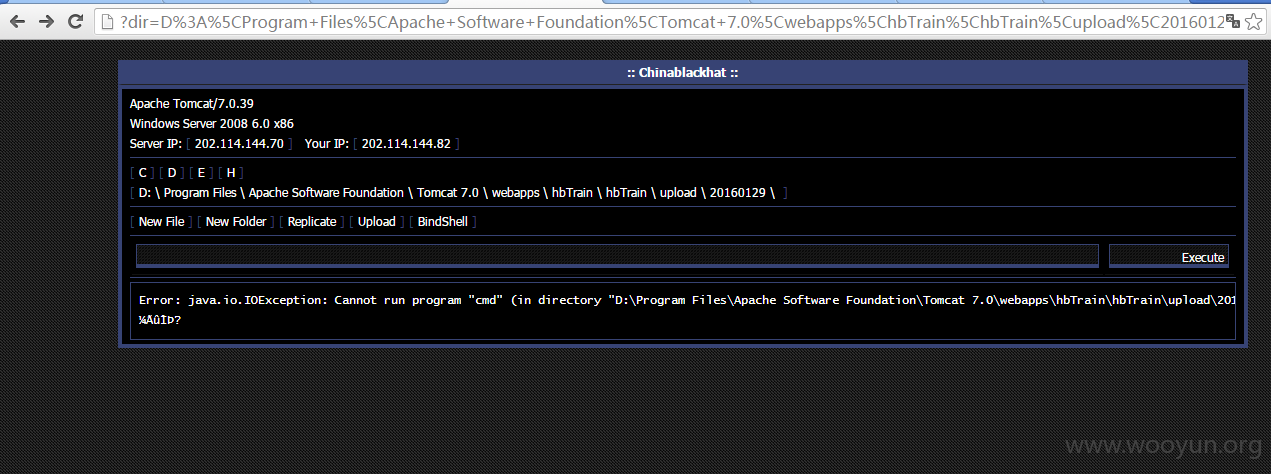 ?dir=D%3A%5CProgram+Files%5CApache+Software+Foundation%5CTomcat+7.0%5Cwebapps%5ChbTrain%5ChbTrain%5Cupload%5C2016012
:: Chinablackhat ::
Apache Tomcat/7.0.39
Windows Server 2008 6.0 x86
Server IP: [ 202.114.144.70 ] Your IP: [ 202.114.144.82 ]
[ C ] [ D ] [ E ] [ H ]
[ D: \ Program Files \ Apache Software Foundation \ Tomcat 7.0 \ webapps \ hbTrain \ hbTrain \ upload \ 20160129 \ ]
[ New File ] [ New Folder ] [ Replicate ] [ Upload ] [ BindShell ]
Execute
Error: java.io.IOException: Cannot run program "cmd" (in directory "D:\Program Files\Apache Software Foundation\Tomcat 7.0\webapps\hbTrain\hbTrain\upload\201
¼ÄûÎÞ?
www.wooyun.org